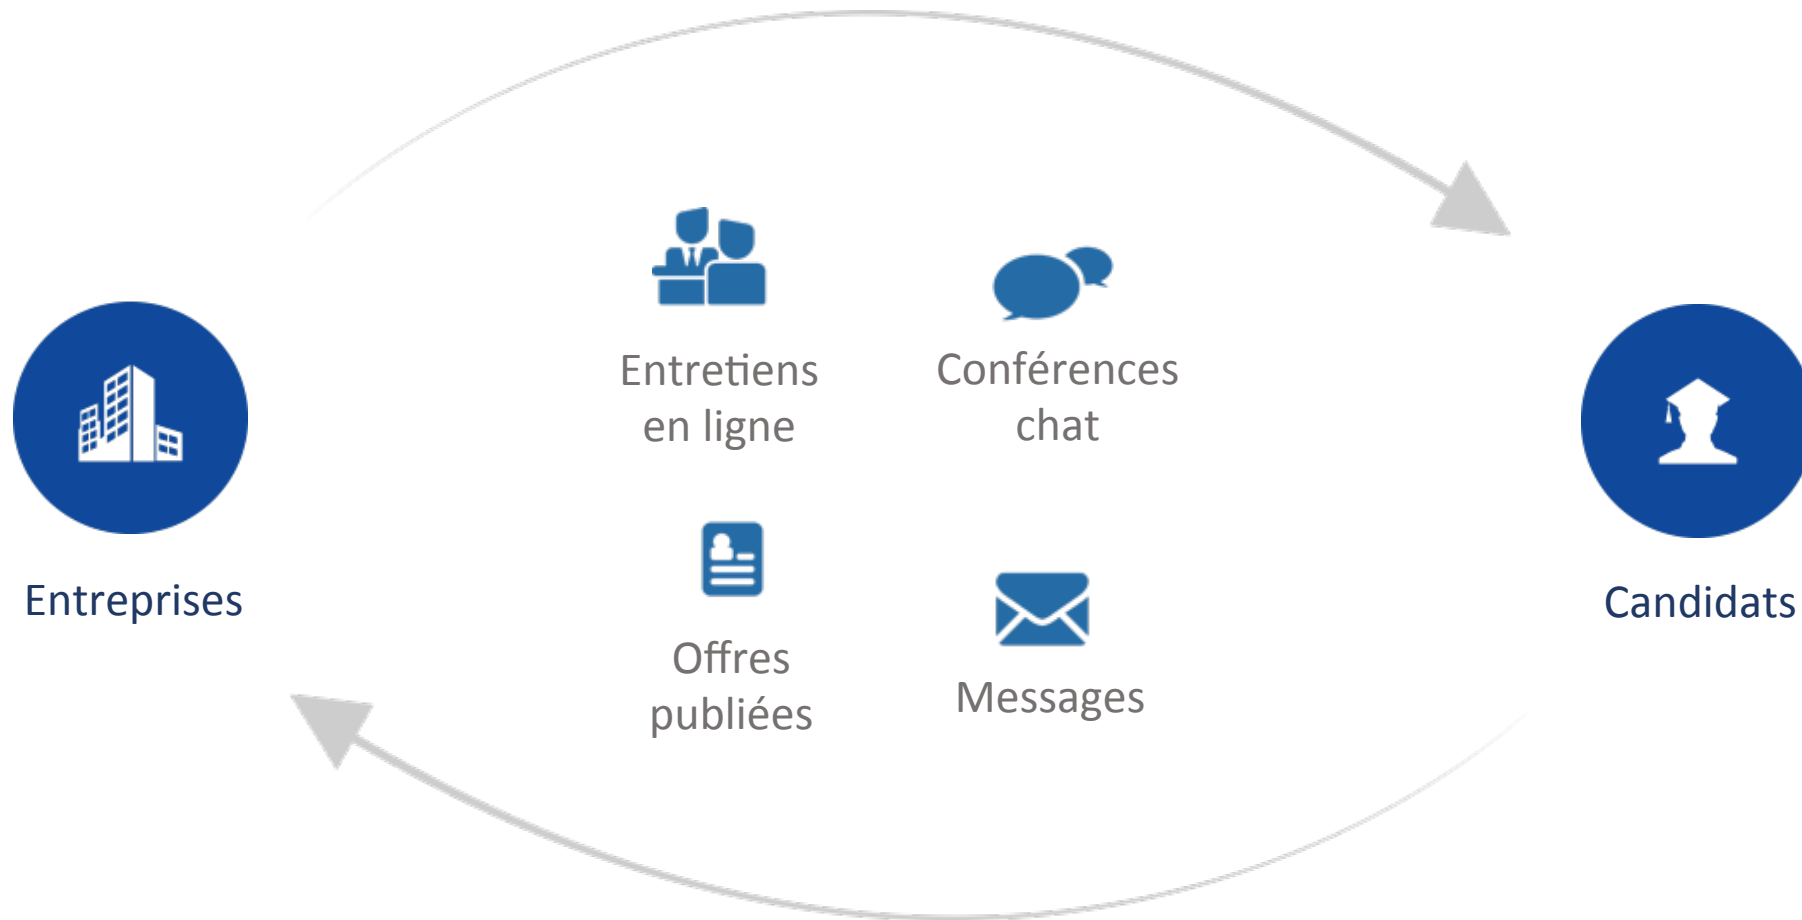 Entretiens
en ligne
Conférences
chat
Entreprises
Candidats
Offres
publiées
Messages